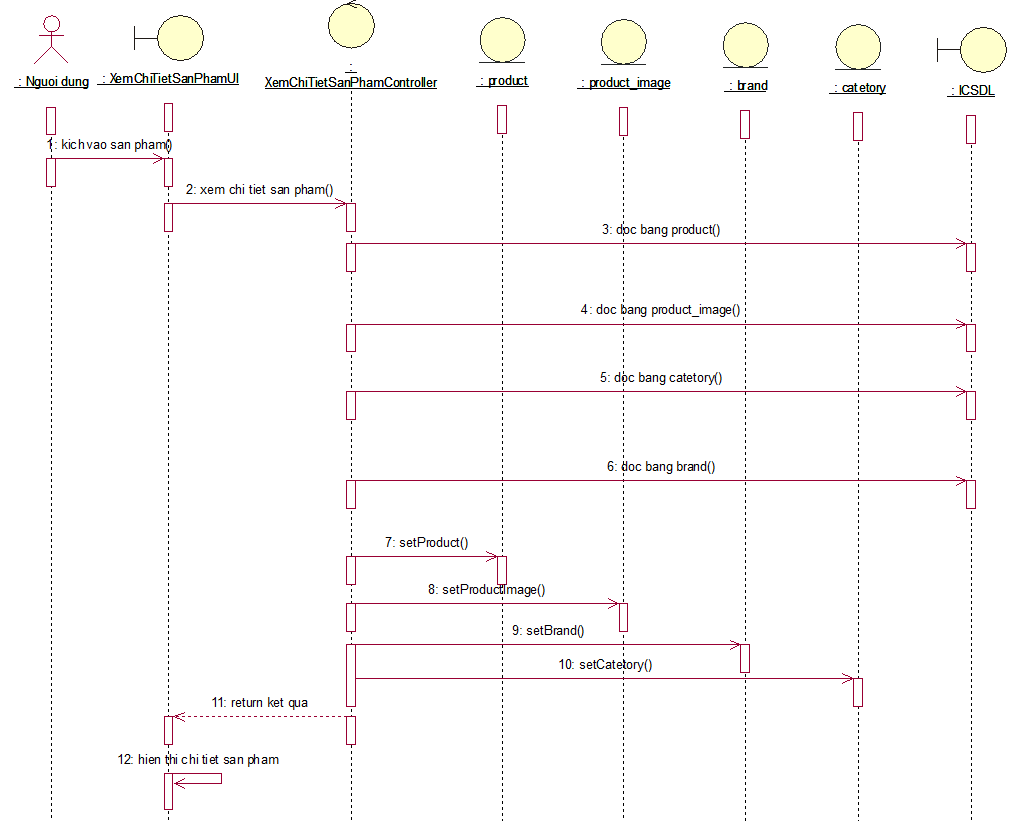 : Nguoi dung
: XemChiTietSanPhamUI
:
XemChiTietSanPhamController
: product
: product_image
: brand
: catetory
: ICSDL
1: kich vao san pham()
2: xem chi tiet san pham()
3: doc bang product()
4: doc bang product_image()
5: doc bang catetory()
6: doc bang brand()
7: setProduct()
8: setProductImage()
9: setBrand()
10: setCatetory()
11: return ket qua
12: hien thi chi tiet san pham